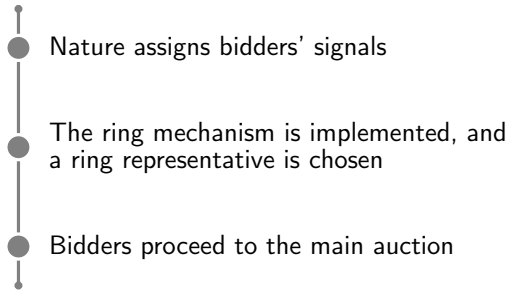 Nature assigns bidders’ signals
The ring mechanism is implemented, and
a ring representative is chosen
Bidders proceed to the main auction